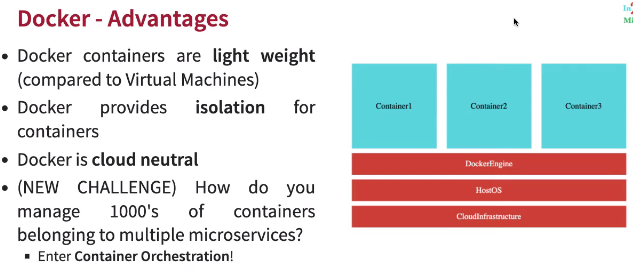 Docker - Advantages
• Docker containers are light weight
(compared to Virtual Machines)
• Docker provides isolation for
containers
• Docker is cloud neutral
• (NEW CHALLENGE) How do you
manage 1000's of containers
belonging to multiple microservices?
▪ Enter Container Orchestration!
Container1
Container2
Container3
DockerEngine
HostOS
CloudInfrastructure